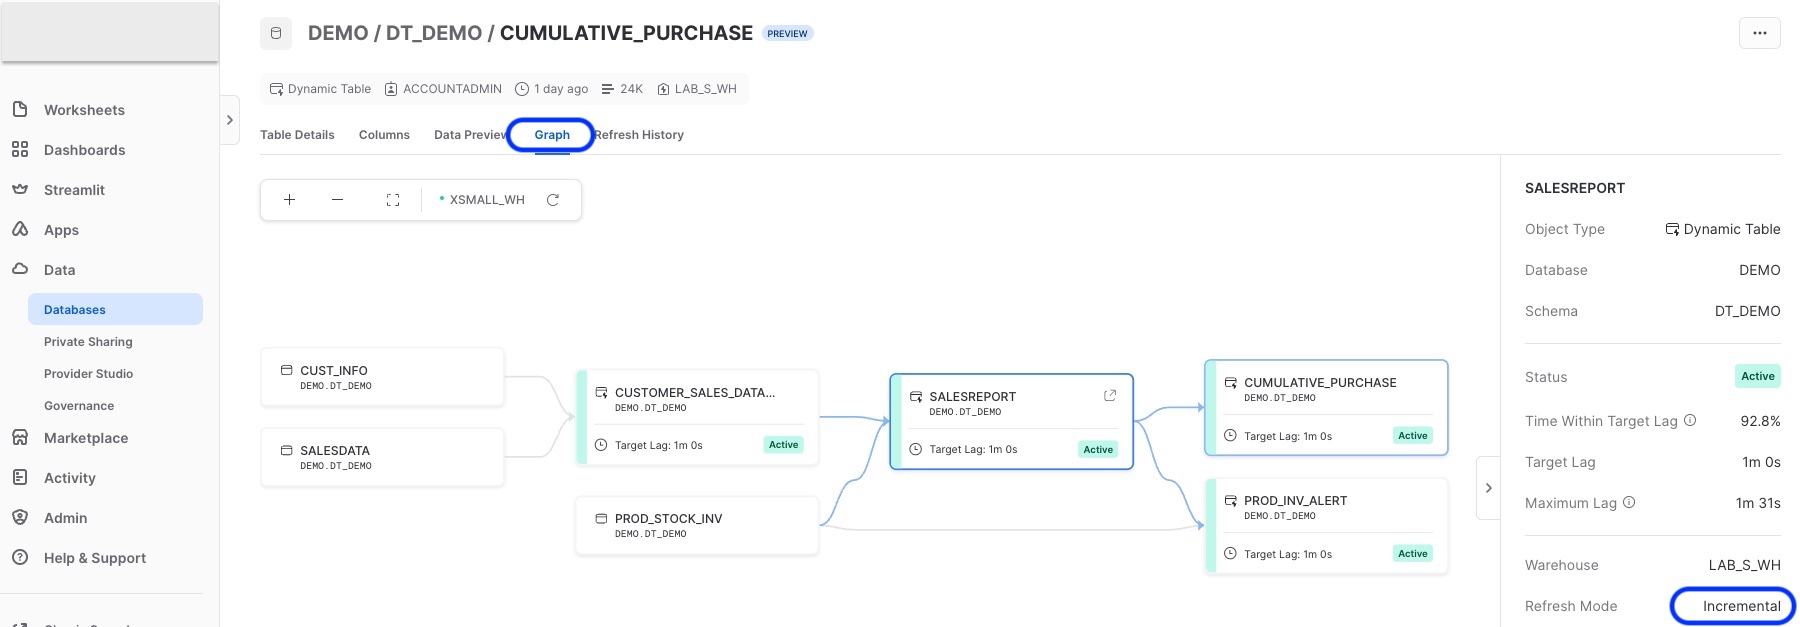 DEMO / DT_DEMO / CUMULATIVE_PURCHASE PREVIEW
...
Dynamic Table ACCOUNTADMIN 1 day ago 24K LAB_S_WH
Table Details Columns Data Preview Graph Refresh History
Worksheets
Dashboards
Streamlit
Apps
Data
Databases
Private Sharing
Provider Studio
Governance
Marketplace
Activity
Admin
Help & Support
XSMALL_WH
CUST_INFO
DEMO.DT_DEMO
SALESDATA
DEMO.DT_DEMO
CUSTOMER_SALES_DATA...
DEMO.DT_DEMO
Target Lag: 1m 0s Active
PROD_STOCK_INV
DEMO.DT_DEMO
SALESREPORT
DEMO.DT_DEMO
Target Lag: 1m 0s Active
CUMULATIVE_PURCHASE
DEMO.DT_DEMO
Target Lag: 1m 0s Active
PROD_INV_ALERT
DEMO.DT_DEMO
Target Lag: 1m 0s Active
SALESREPORT
Object Type Dynamic Table
Database DEMO
Schema DT_DEMO
Status Active
Time Within Target Lag 92.8%
Target Lag 1m 0s
Maximum Lag 1m 31s
Warehouse LAB_S_WH
Refresh Mode Incremental